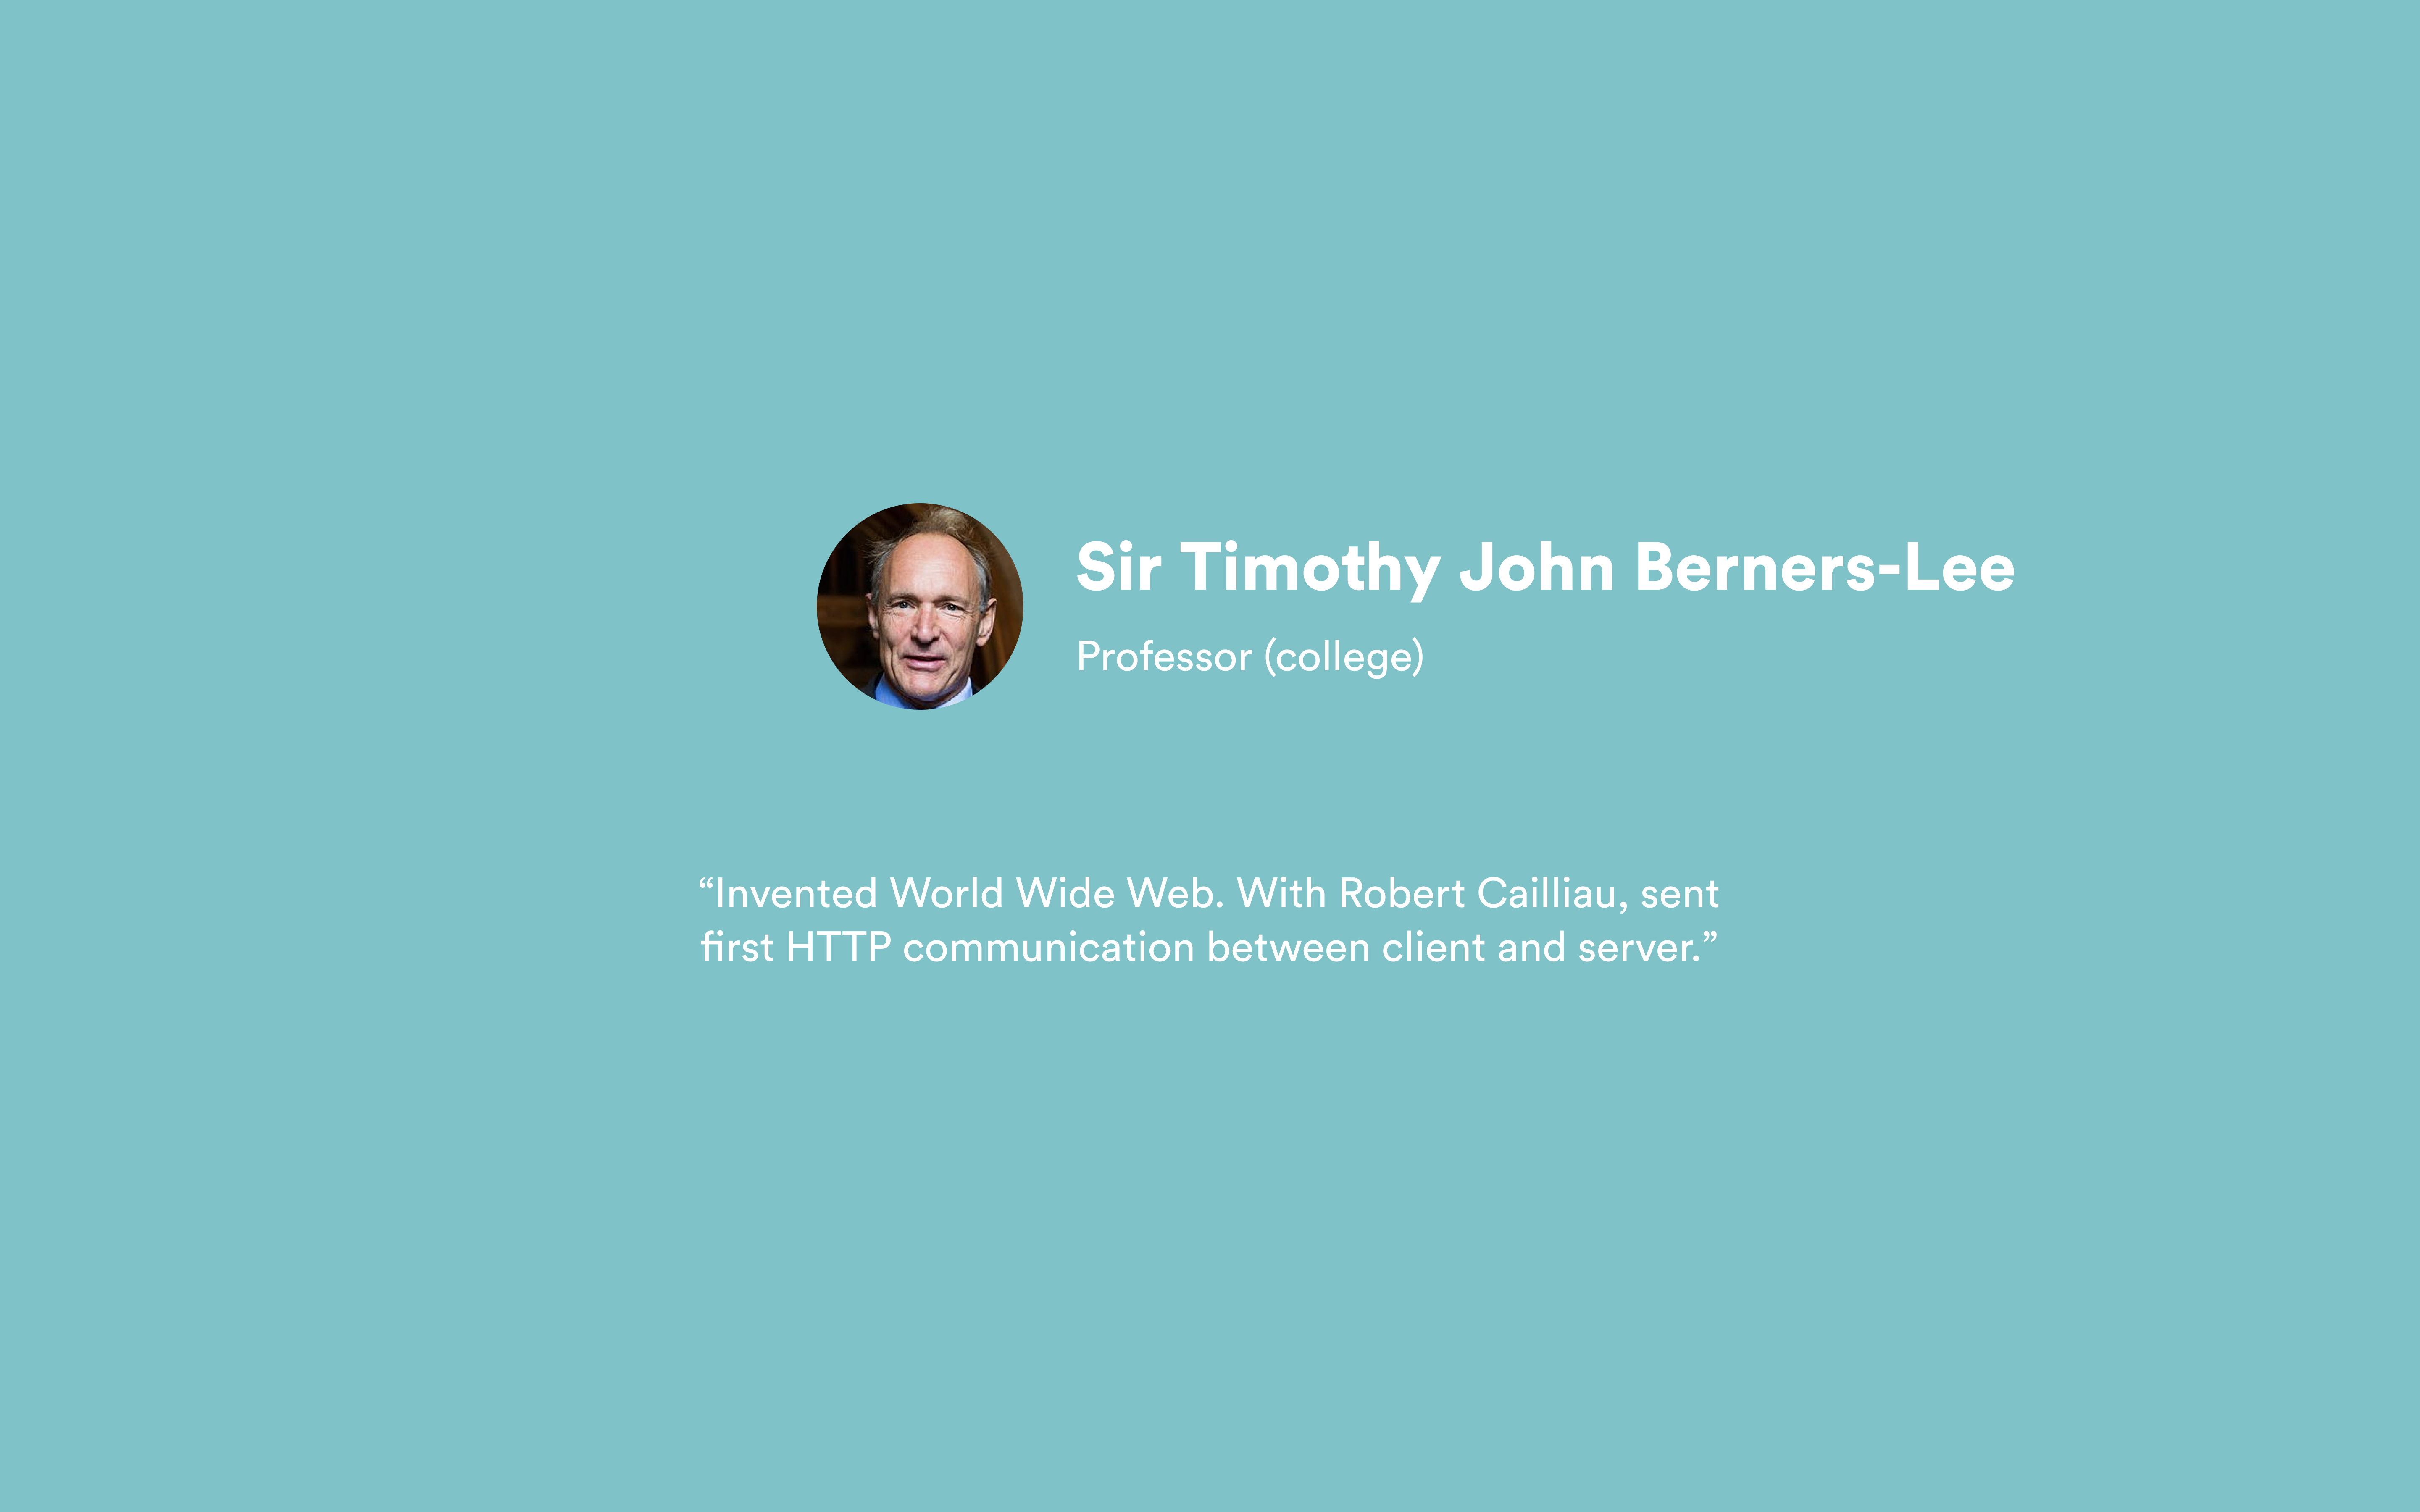 Sir Timothy John Berners-Lee
Professor (college)
“Invented World Wide Web. With Robert Cailliau, sent
first HTTP communication between client and server.”